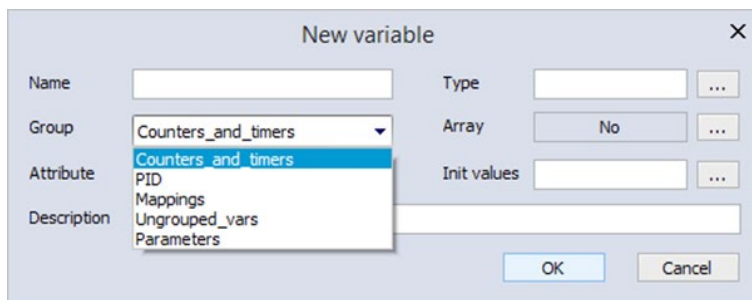 New variable
Name
Type
...
Group
Counters_and_timers
Array
No
...
Counters_and_timers
PID
Mappings
Ungrouped_vars
Parameters
Attribute
Init values
...
Description
OK
Cancel